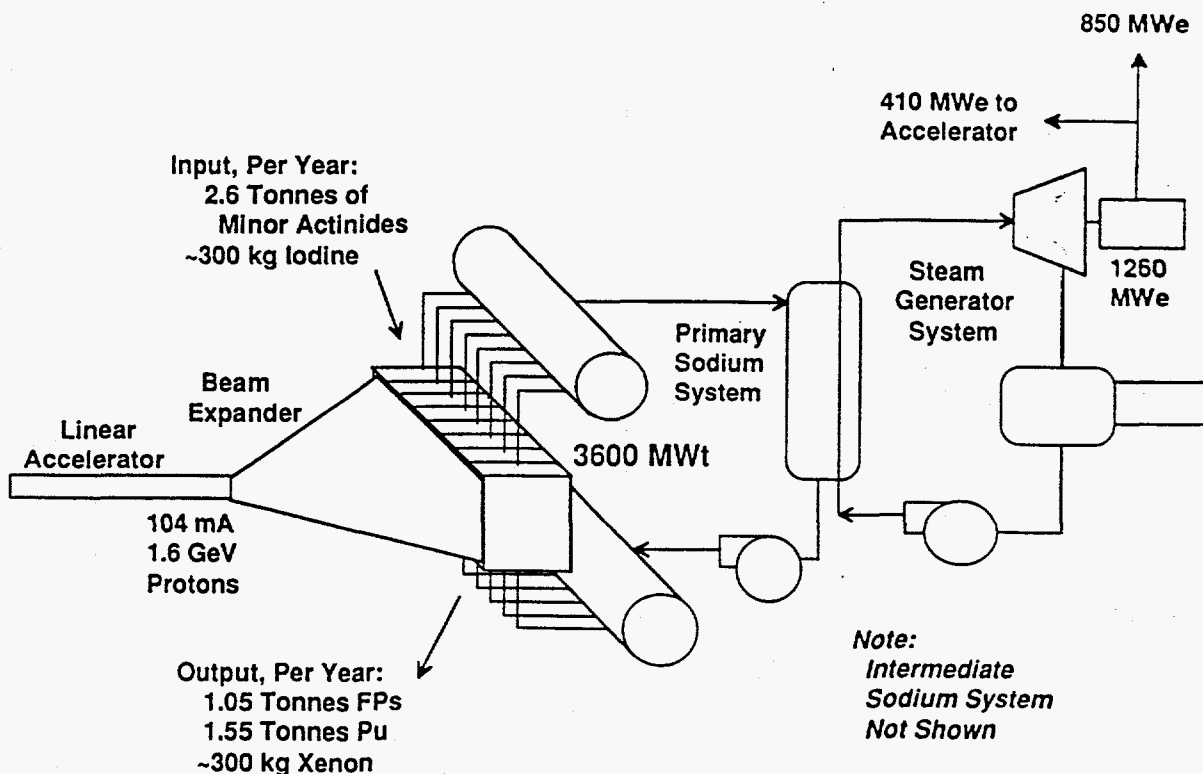 850 MWe
410 MWe to
Accelerator
Input, Per Year:
2.6 Tonnes of
Minor Actinides
~300 kg Iodine
1260
MWe
Steam
Generator
System
Primary
Sodium
System
Beam
Expander
Linear
Accelerator
3600 MWt
104 mA
1.6 GeV
Protons
Note:
Intermediate
Sodium System
Not Shown
Output, Per Year:
1.05 Tonnes FPs
1.55 Tonnes Pu
~300 kg Xenon